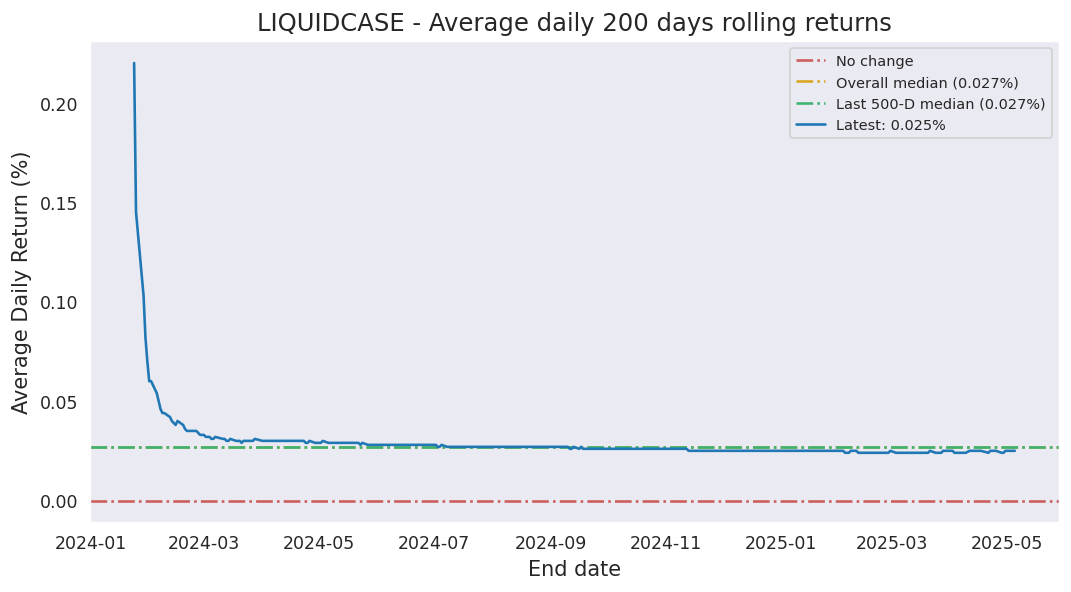 LIQUIDCASE - Average daily 200 days rolling returns
No change
Overall median (0.027%)
Last 500-D median (0.027%)
Latest: 0.025%
Average Daily Return (%)
0.20
0.15
0.10
0.05
0.00
2024-01 2024-03 2024-05 2024-07 2024-09 2024-11 2025-01 2025-03 2025-05
End date